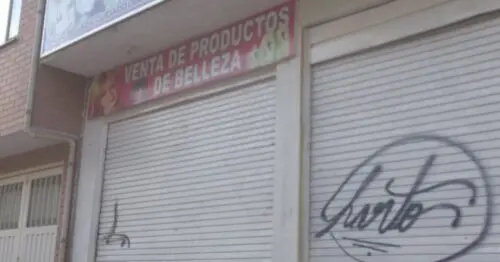 VENTA DE PRODUCTOS
DE BELLEZA